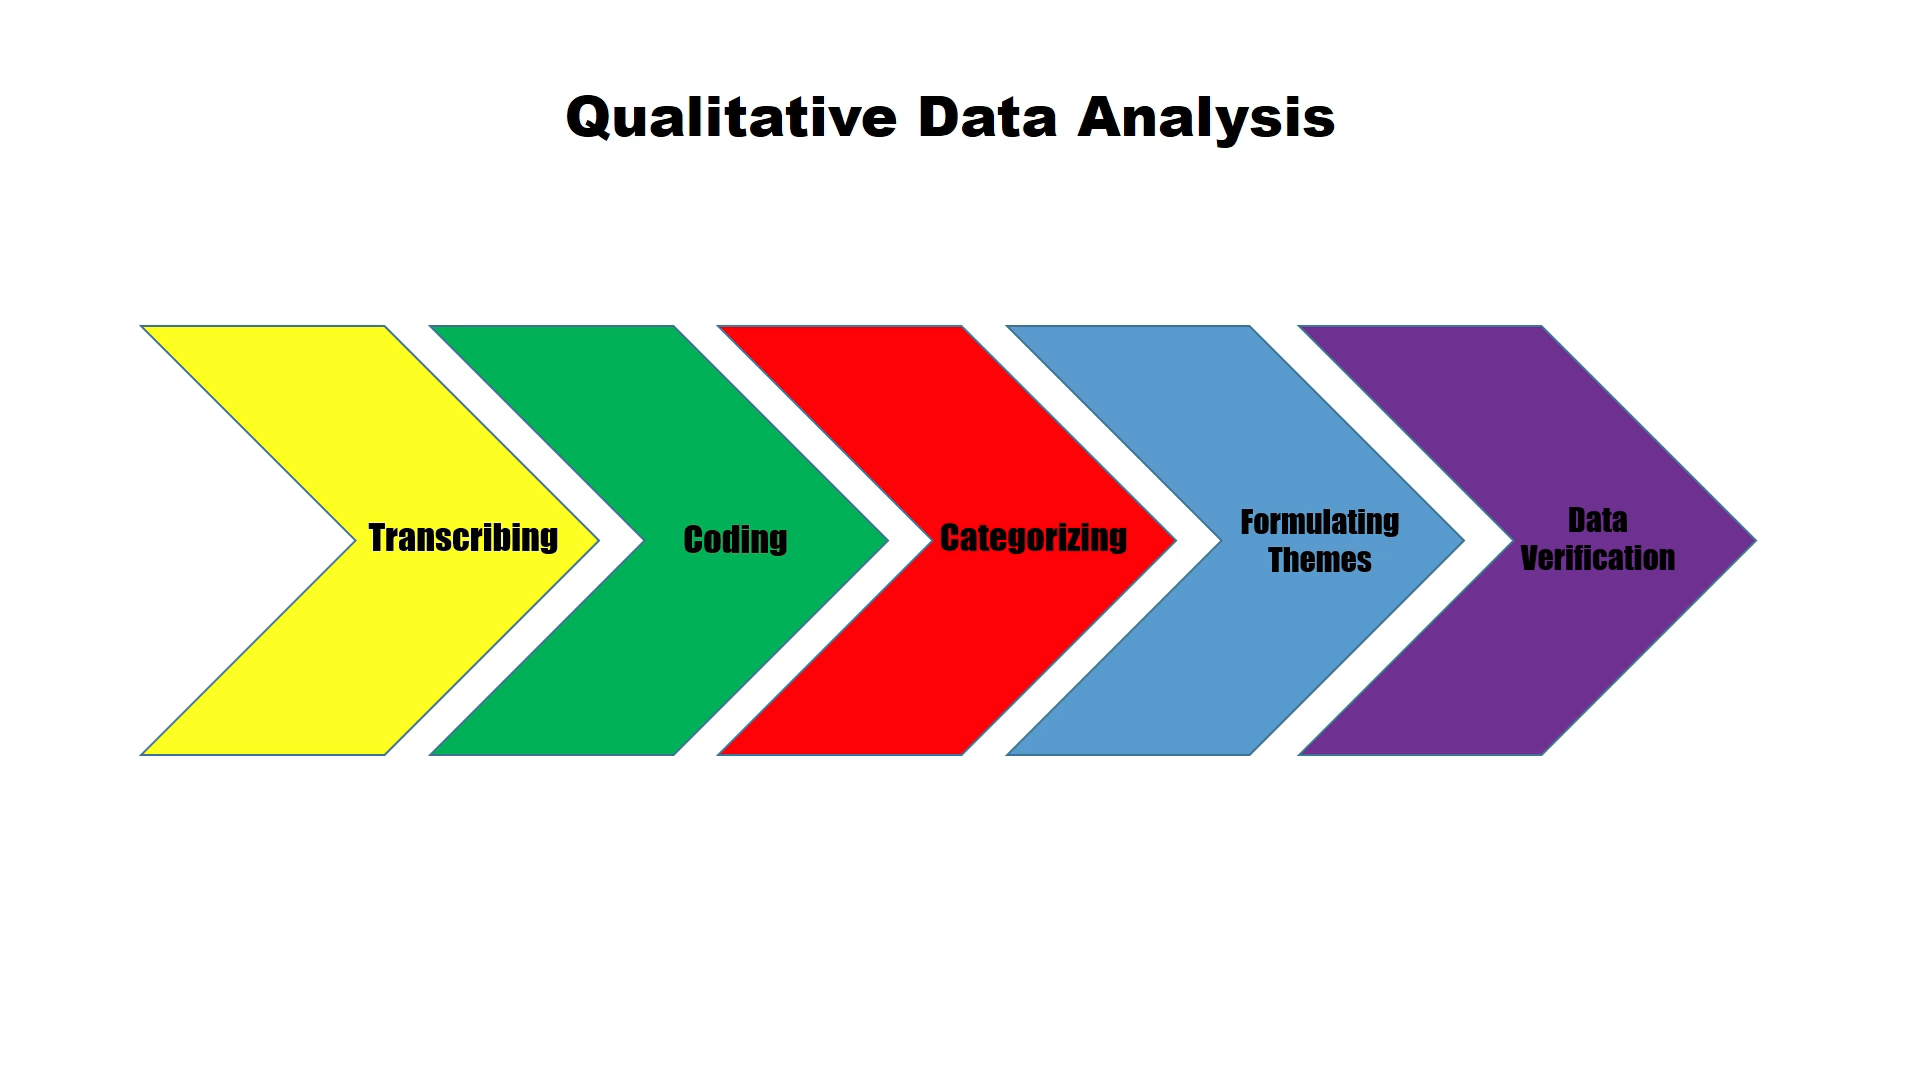 Qualitative Data Analysis
Transcribing
Coding
Categorizing
Formulating
Themes
Data
Verification